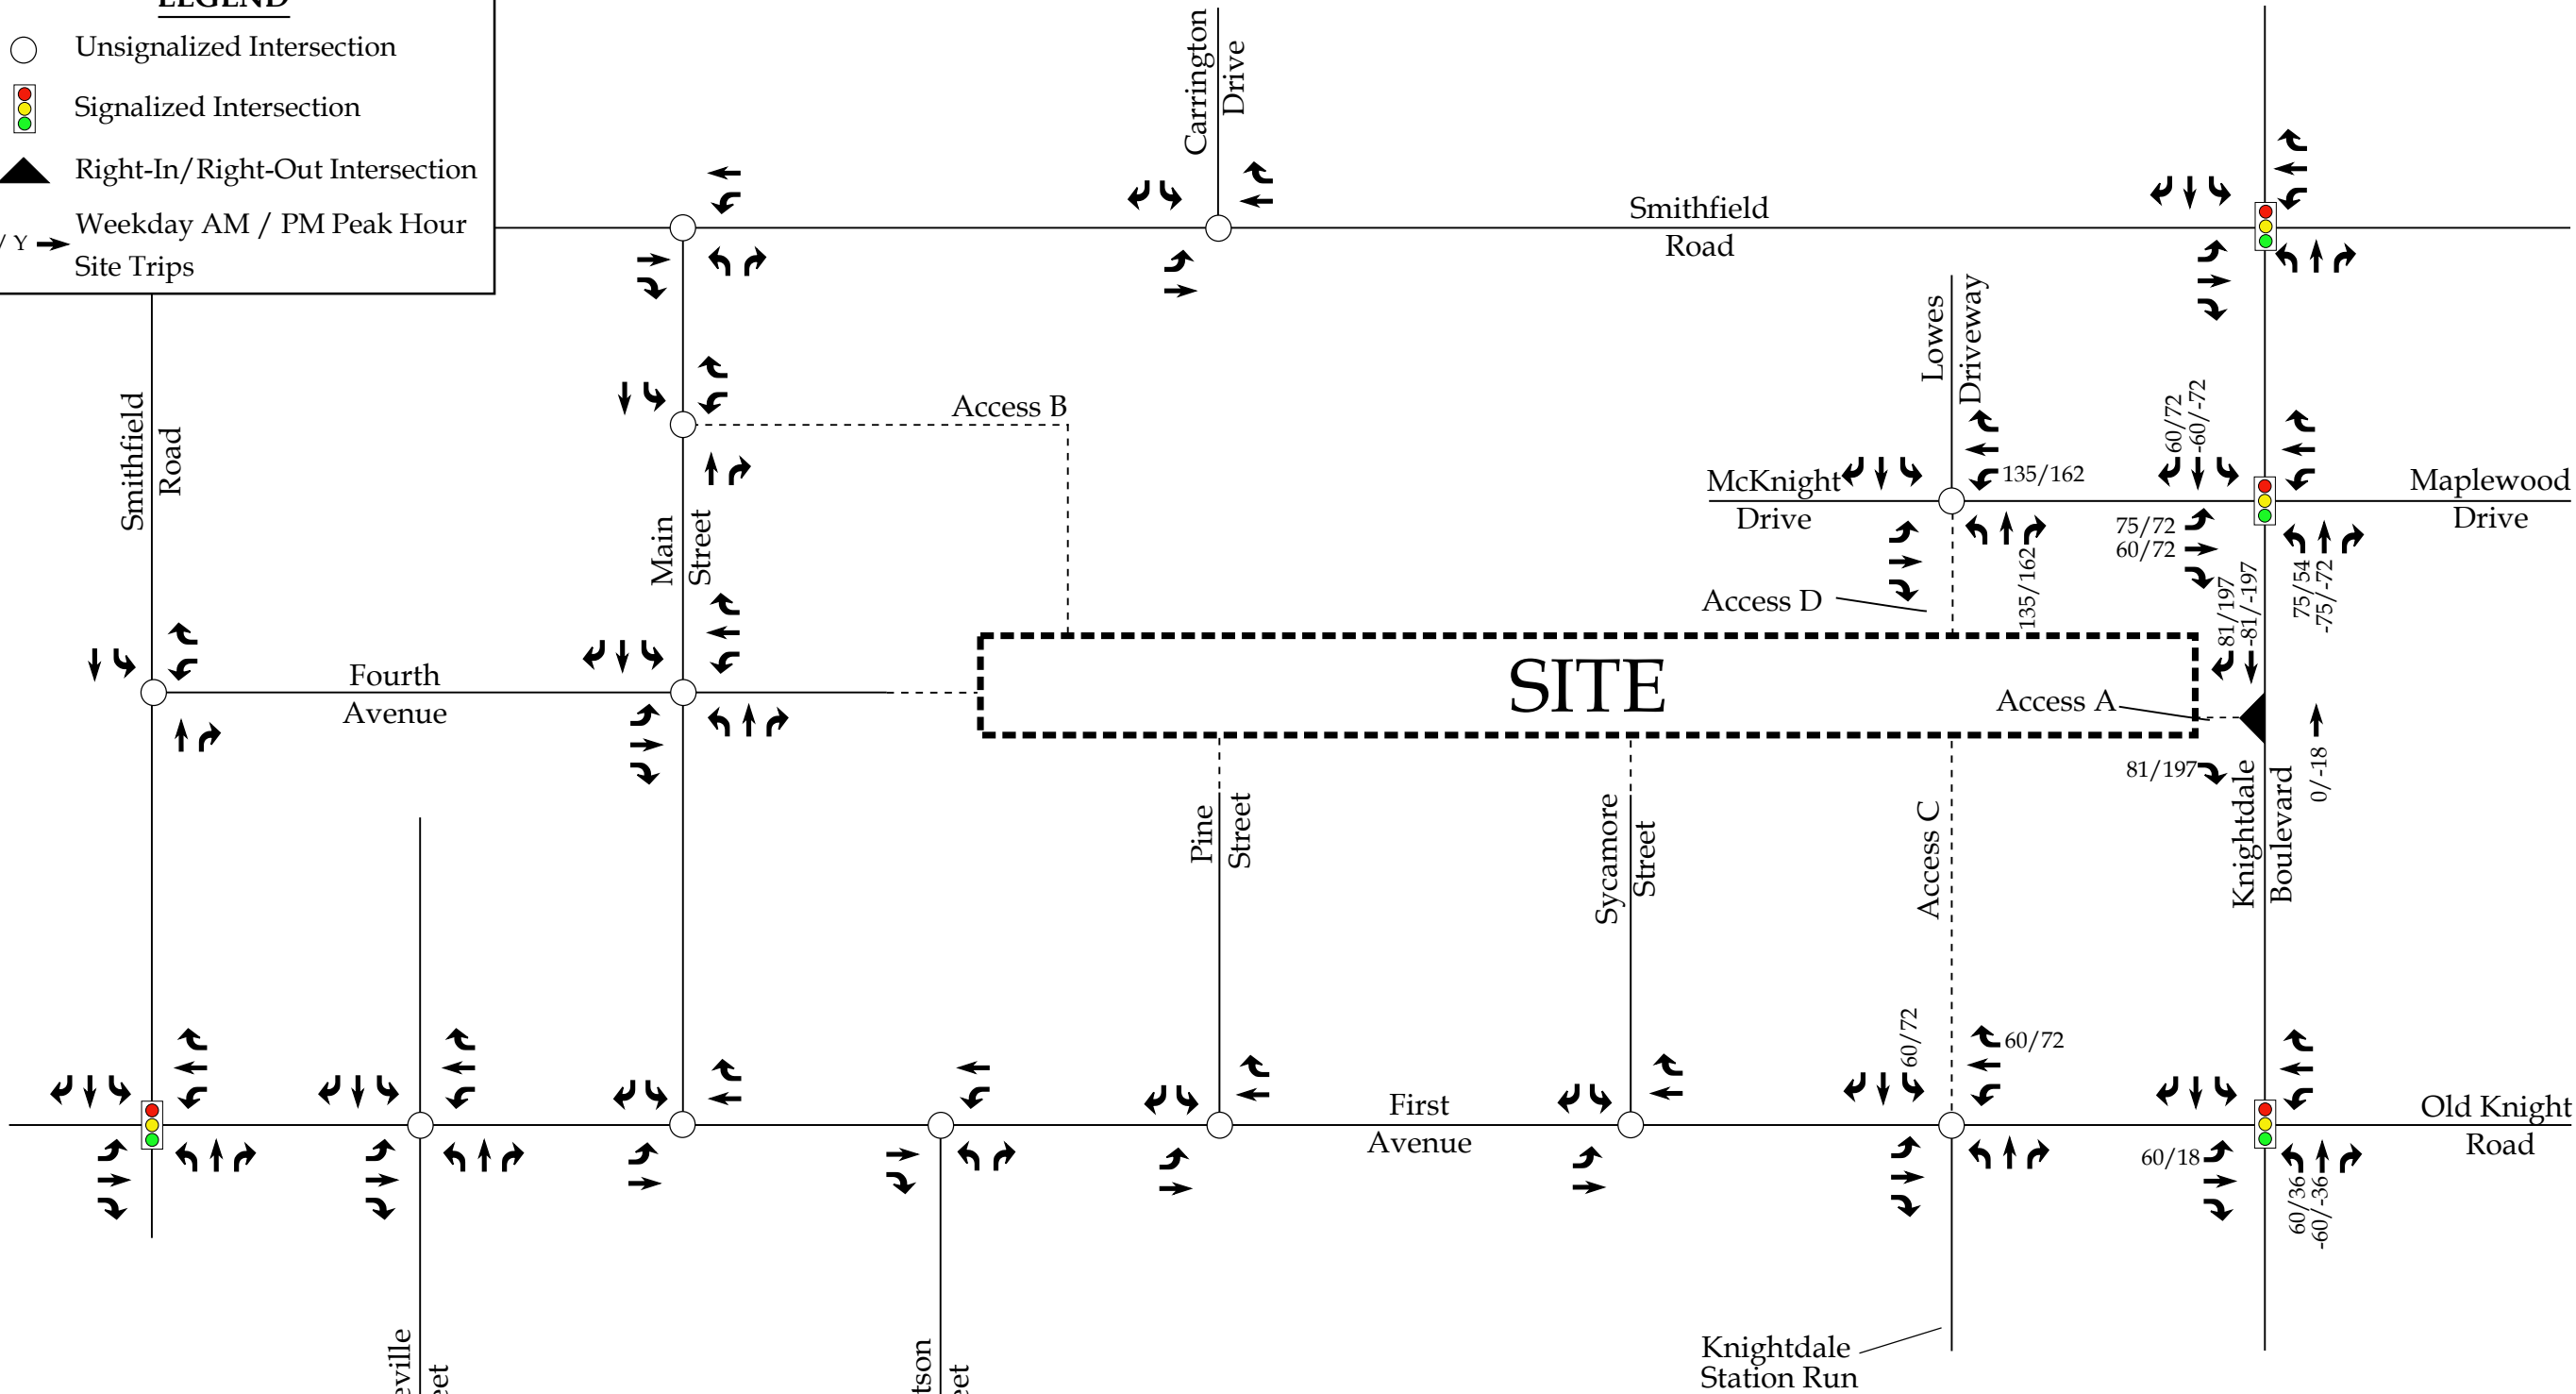 LEGEND
Unsignalized Intersection
Signalized Intersection
Right-In/Right-Out Intersection
/ Y
Weekday AM / PM Peak Hour
Site Trips
Carrington
Drive
Smithfield
Road
Lowes
Driveway
Smithfield
Road
Access B
Main
Street
McKnight
Drive
135/162
135/162
60/72
-60/-72
75/72
60/72
Maplewood
Drive
75/54
-75/-72
Access D
81/197
-81/-197
Fourth
Avenue
SITE
Access A
81/197
0/-18
Knightdale
Boulevard
Pine
Street
Sycamore
Street
Access C
60/72
60/72
First
Avenue
Old Knight
Road
60/18
60/36
-60/-36
Knightdale
Station Run
eville
eet
tson
eet